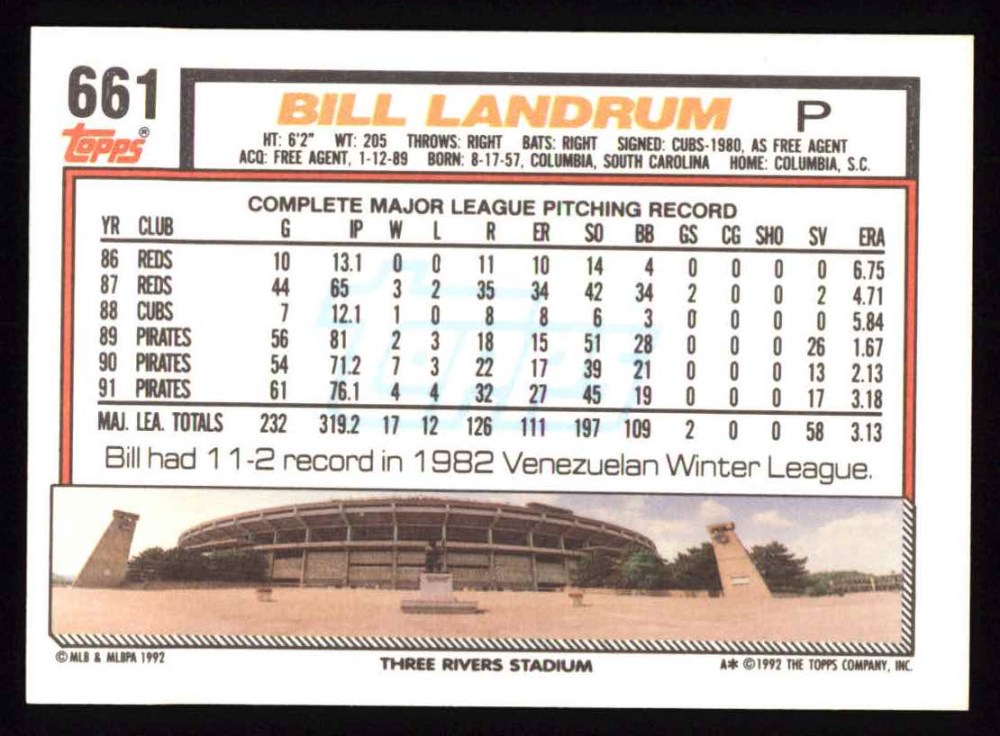 661
topps®
BILL LANDRUM P
HT: 6'2" WT: 205 THROWS: RIGHT BATS: RIGHT SIGNED: CUBS-1980, AS FREE AGENT
ACQ: FREE AGENT, 1-12-89 BORN: 8-17-57, COLUMBIA, SOUTH CAROLINA HOME: COLUMBIA, S.C.
COMPLETE MAJOR LEAGUE PITCHING RECORD
YR CLUB G IP W L R ER SO BB GS CG SHO SV ERA
86 REDS 10 13.1 0 0 11 10 14 4 0 0 0 0 6.75
87 REDS 44 65 3 2 35 34 42 34 2 0 0 2 4.71
88 CUBS 7 12.1 1 0 8 8 6 3 0 0 0 0 5.84
89 PIRATES 56 81 2 3 18 15 51 28 0 0 0 26 1.67
90 PIRATES 54 71.2 7 3 22 17 39 21 0 0 0 13 2.13
91 PIRATES 61 76.1 4 4 32 27 45 19 0 0 0 17 3.18
MAJ. LEA. TOTALS 232 319.2 17 12 126 111 197 109 2 0 0 58 3.13
topps
Bill had 11-2 record in 1982 Venezuelan Winter League.
© MLB & MLBPA 1992
THREE RIVERS STADIUM
A* © 1992 THE TOPPS COMPANY, INC.